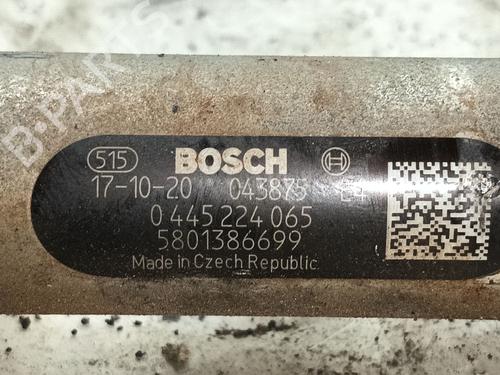 B-PARTS
515 BOSCH
17-10-20 043875
0 445 224 065
5801386699
Made in Czech Republic